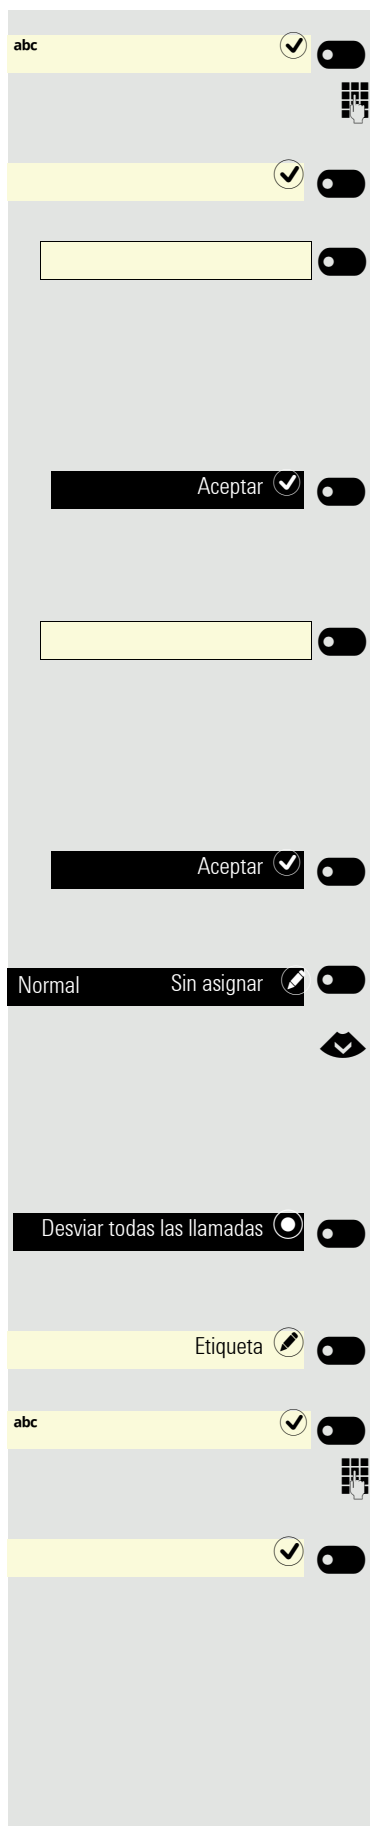 abc
Aceptar
Aceptar
Normal Sin asignar
Desviar todas las llamadas
Etiqueta
abc